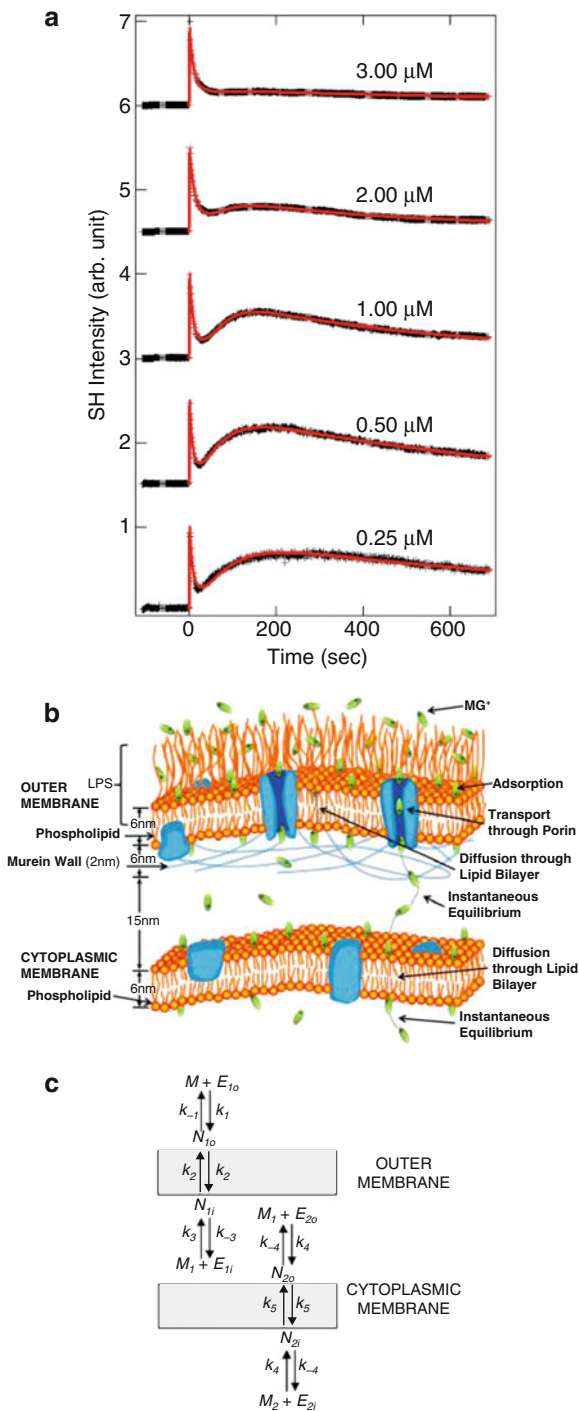 a
7
6
5
4
3
2
1
SH Intensity (arb. unit)
3.00 μM
2.00 μM
1.00 μM
0.50 μM
0.25 μM
0
200
400
600
Time (sec)
b
MG⁺
LPS
OUTER
MEMBRANE
6nm
Phospholipid
Murein Wall (2nm)
6nm
15nm
CYTOPLASMIC
MEMBRANE
6nm
Phospholipid
Adsorption
Transport
through Porin
Diffusion through
Lipid Bilayer
Instantaneous
Equilibrium
Diffusion
through Lipid
Bilayer
Instantaneous
Equilibrium
c
M + E₁ₒ
k₋₁ k₁
N₁ₒ
k₂ k₂
OUTER
MEMBRANE
N₁ᵢ
k₃ k₋₃
M₁ + E₁ᵢ
M₁ + E₂ₒ
k₋₄ k₄
N₂ₒ
k₅ k₅
CYTOPLASMIC
MEMBRANE
N₂ᵢ
k₄ k₋₄
M₂ + E₂ᵢ